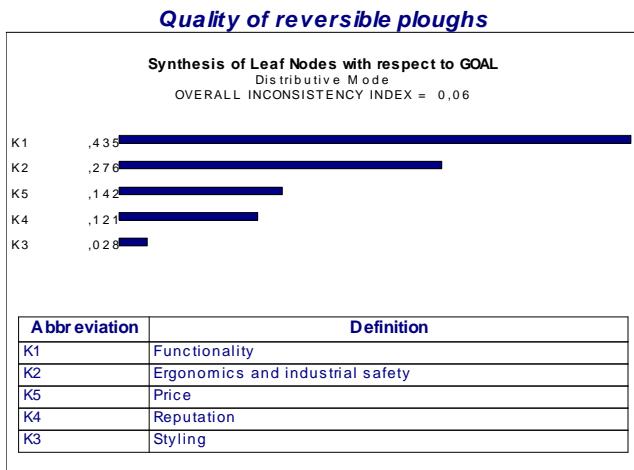 Quality of reversible ploughs
Synthesis of Leaf Nodes with respect to GOAL
Distributive Mode
OVERALL INCONSISTENCY INDEX = 0,06
K1 ,435
K2 ,276
K5 ,142
K4 ,121
K3 ,028
Abbreviation Definition
K1 Functionality
K2 Ergonomics and industrial safety
K5 Price
K4 Reputation
K3 Styling